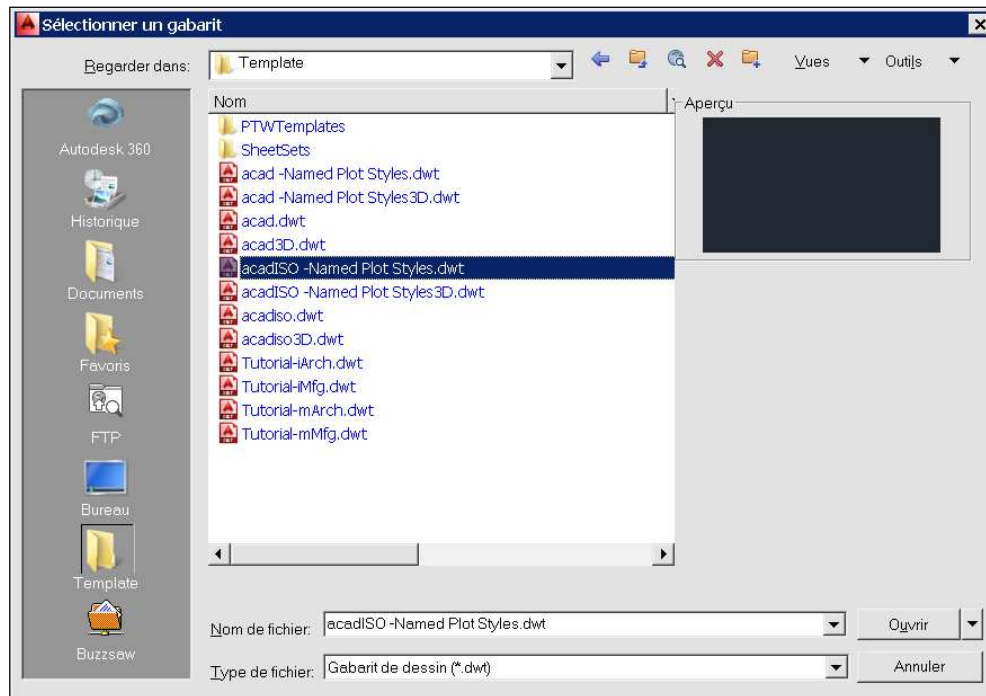 Sélectionner un gabarit
Regarder dans: Template Vues Outils
Nom
Aperçu
Autodesk 360
Historique
Documents
Favoris
FTP
Bureau
Template
Buzzsaw
PTWTemplates
SheetSets
acad -Named Plot Styles.dwt
acad -Named Plot Styles3D.dwt
acad.dwt
acad3D.dwt
acadISO -Named Plot Styles.dwt
acadISO -Named Plot Styles3D.dwt
acadiso.dwt
acadiso3D.dwt
Tutorial-iArch.dwt
Tutorial-iMfg.dwt
Tutorial-mArch.dwt
Tutorial-mMfg.dwt
Nom de fichier: acadISO -Named Plot Styles.dwt Ouvrir
Type de fichier: Gabarit de dessin (*.dwt) Annuler